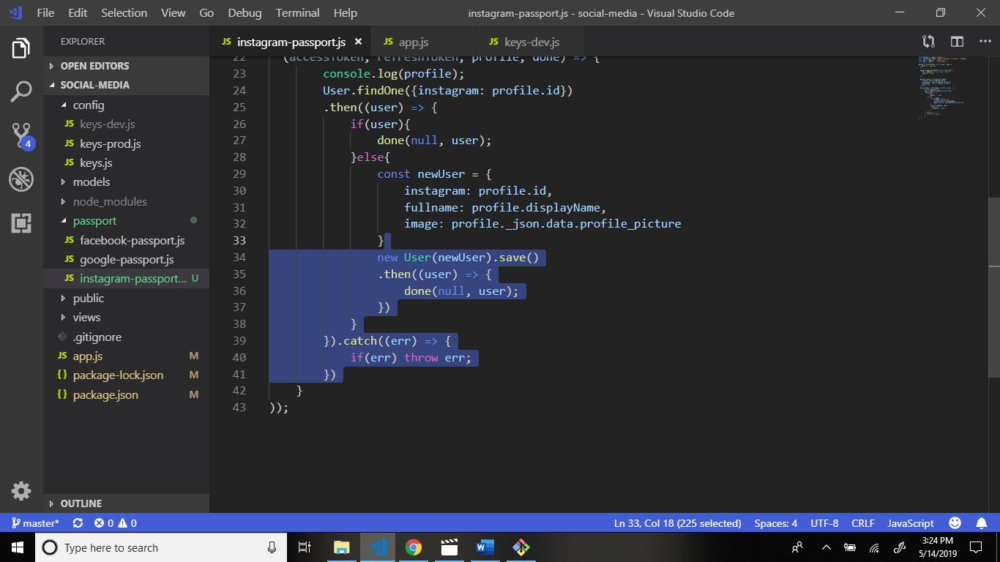 File Edit Selection View Go Debug Terminal Help
instagram-passport.js - social-media - Visual Studio Code
EXPLORER
JS instagram-passport.js × JS app.js JS keys-dev.js
OPEN EDITORS
SOCIAL-MEDIA
config
JS keys-dev.js
JS keys-prod.js
JS keys.js
models
node_modules
passport
JS facebook-passport.js
JS google-passport.js
JS instagram-passport... U
public
views
.gitignore
JS app.js M
{} package-lock.json M
{} package.json M
OUTLINE
4
22 (accessToken, refreshToken, profile, done) => {
23 console.log(profile);
24 User.findOne({instagram: profile.id})
25 .then((user) => {
26 if(user){
27 done(null, user);
28 }else{
29 const newUser = {
30 instagram: profile.id,
31 fullname: profile.displayName,
32 image: profile._json.data.profile_picture
33 }
34 new User(newUser).save()
35 .then((user) => {
36 done(null, user);
37 })
38 }
39 }).catch((err) => {
40 if(err) throw err;
41 })
42 }
43 ));
master* 0 0 Ln 33, Col 18 (225 selected) Spaces: 4 UTF-8 CRLF JavaScript
Type here to search
3:24 PM
5/14/2019